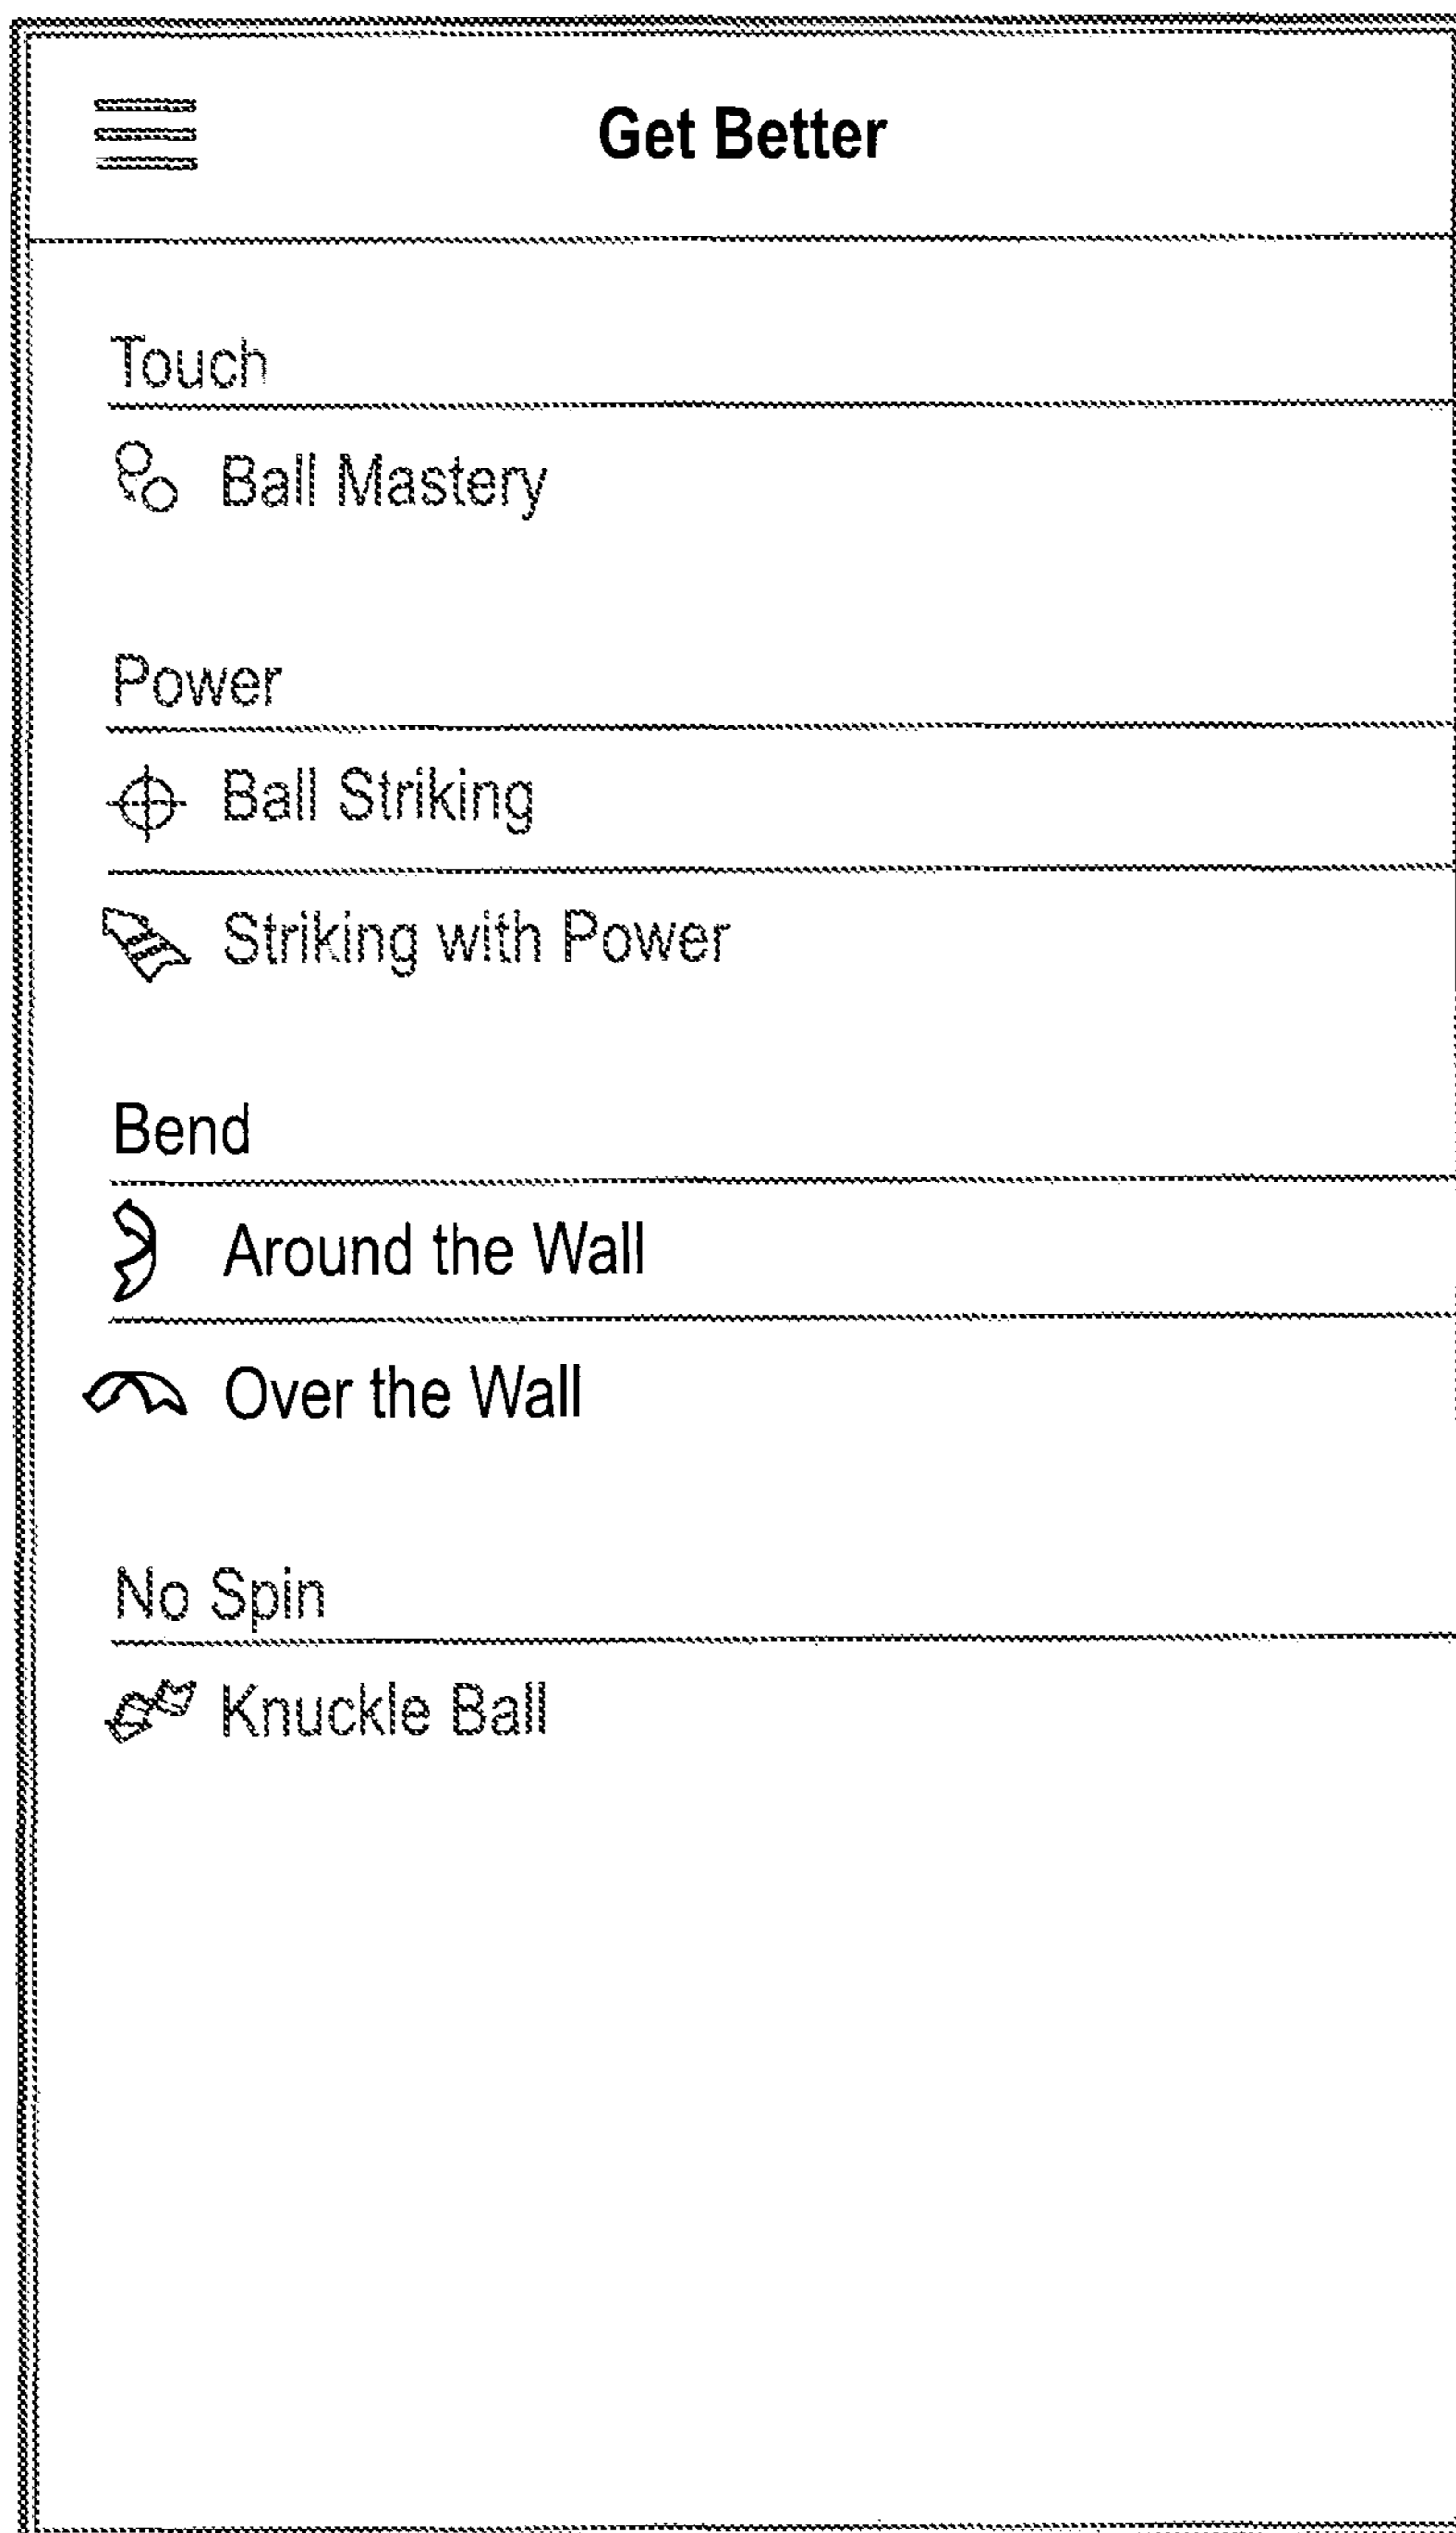 Get Better
Touch
Ball Mastery
Power
Ball Striking
Striking with Power
Bend
Around the Wall
Over the Wall
No Spin
Knuckle Ball